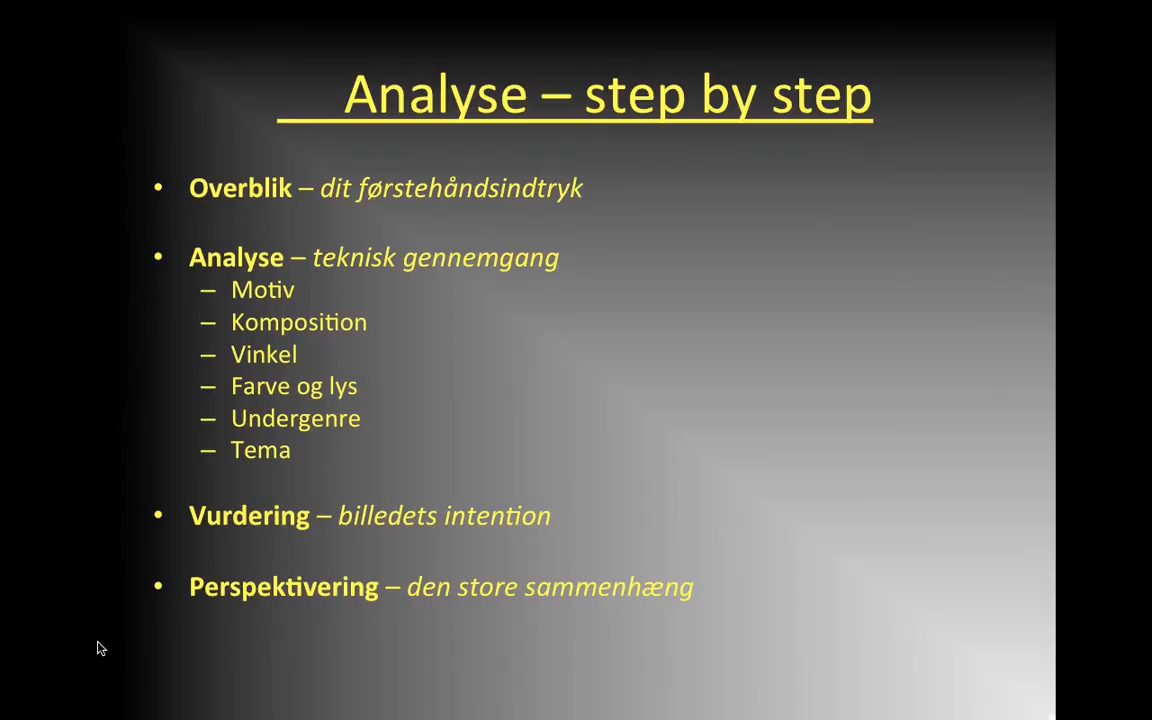 Analyse – step by step
• Overblik – dit førstehåndsindtryk
• Analyse – teknisk gennemgang
– Motiv
– Komposition
– Vinkel
– Farve og lys
– Undergenre
– Tema
• Vurdering – billedets intention
• Perspektivering – den store sammenhæng